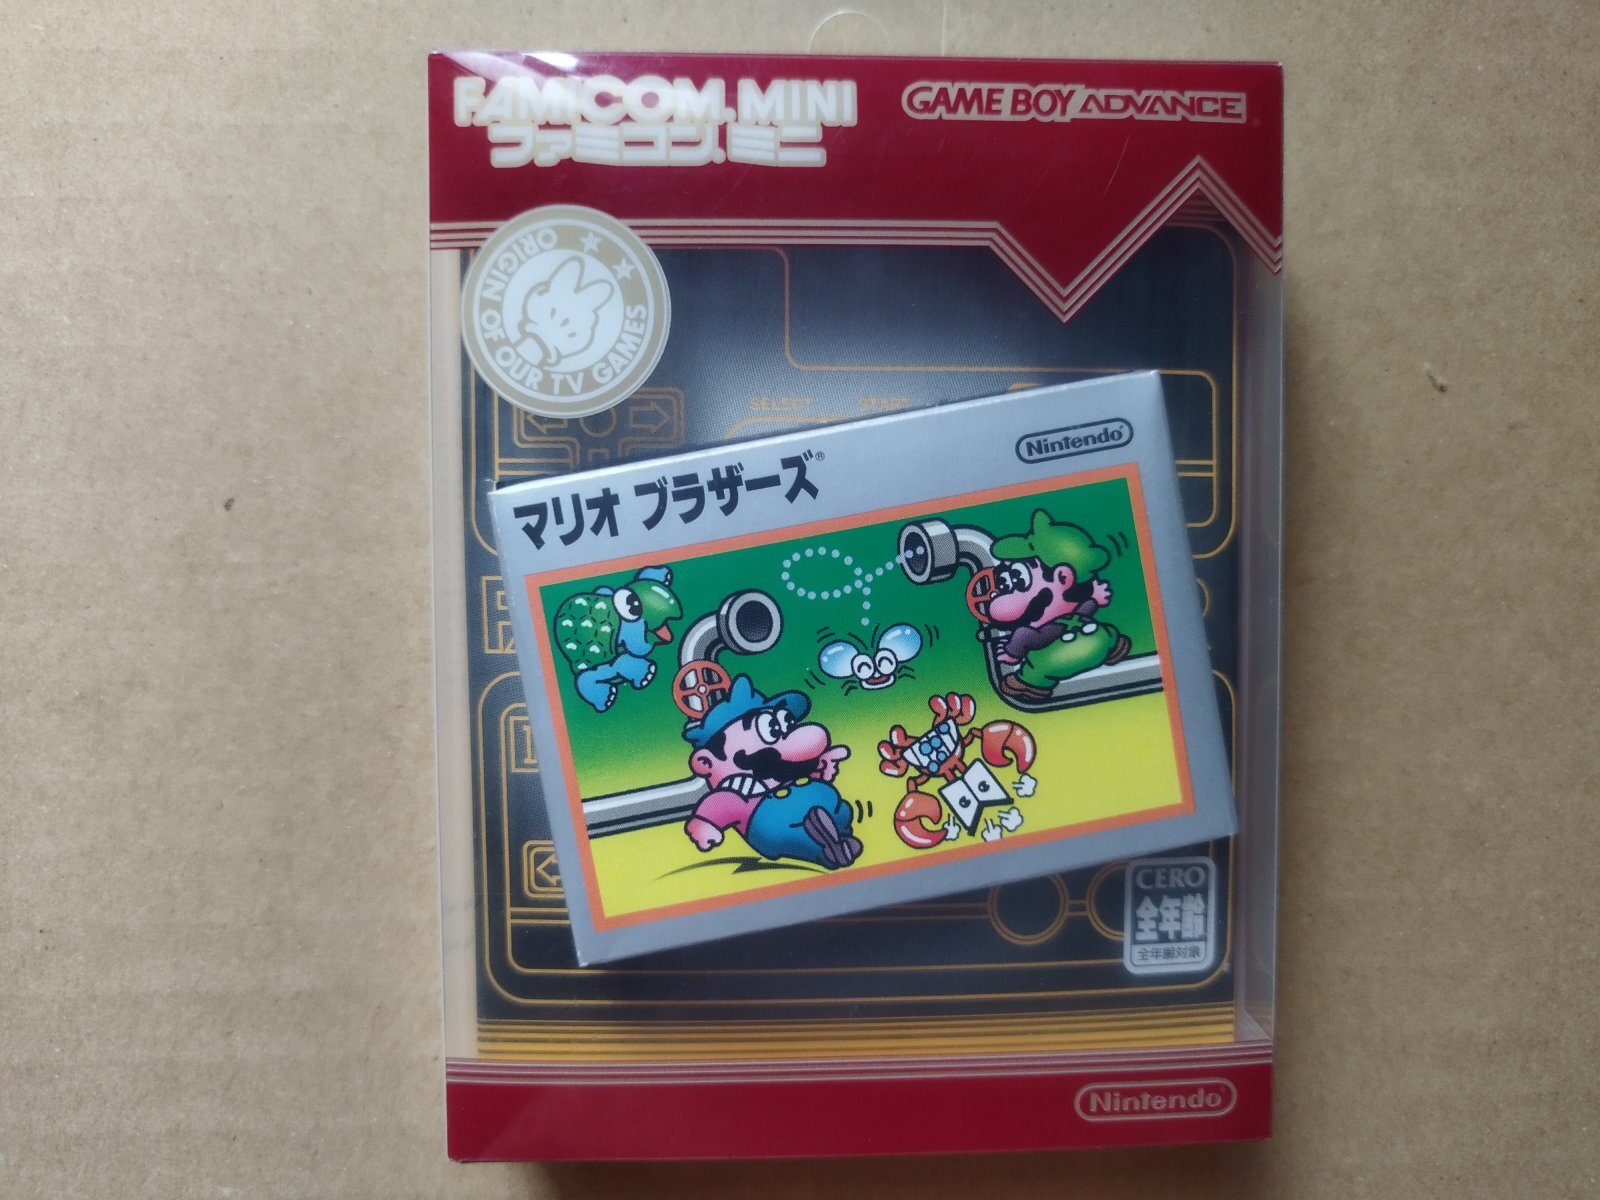 FAMICOM MINI
ファミコン ミニ
GAME BOY ADVANCE
ORIGIN OF OUR TV GAMES
SELECT START
Nintendo®
マリオ ブラザーズ®
CERO
全年齢
全年齢対象
Nintendo®